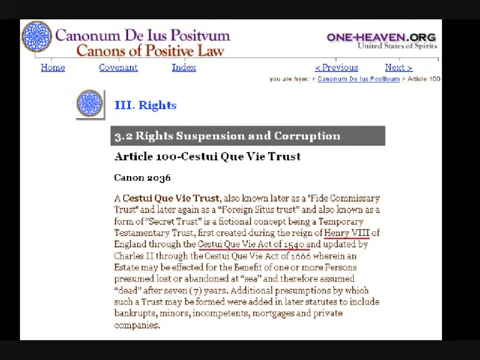 Canonum De Ius Positivum
Canons of Positive Law
ONE-HEAVEN.ORG
United States of Spirits
Home Covenant Index < Previous Next >
you are here: > Canonum De Ius Positivum > Article 100
III. Rights
3.2 Rights Suspension and Corruption
Article 100-Cestui Que Vie Trust
Canon 2036
A Cestui Que Vie Trust, also known later as a "Fide Commissary
Trust" and later again as a "Foreign Situs trust" and also known as a
form of "Secret Trust" is a fictional concept being a Temporary
Testamentary Trust, first created during the reign of Henry VIII of
England through the Cestui Que Vie Act of 1540 and updated by
Charles II through the Cestui Que Vie Act of 1666 wherein an
Estate may be effected for the Benefit of one or more Persons
presumed lost or abandoned at "sea" and therefore assumed
"dead" after seven (7) years. Additional presumptions by which
such a Trust may be formed were added in later statutes to include
bankrupts, minors, incompetents, mortgages and private
companies.